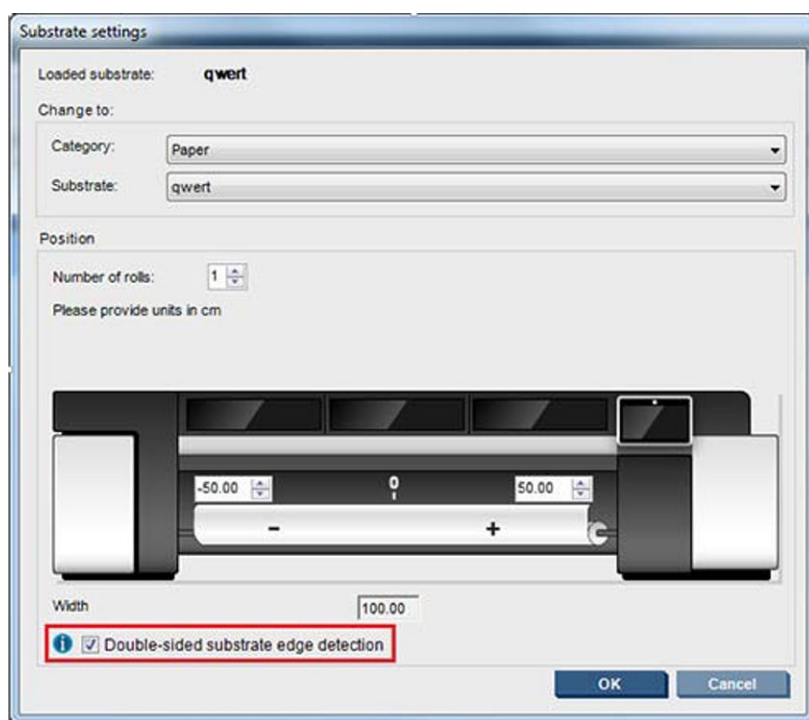 Substrate settings
Loaded substrate: qwert
Change to:
Category: Paper
Substrate: qwert
Position
Number of rolls: 1
Please provide units in cm
-50.00 0 50.00
- +
Width 100.00
i Double-sided substrate edge detection
OK Cancel